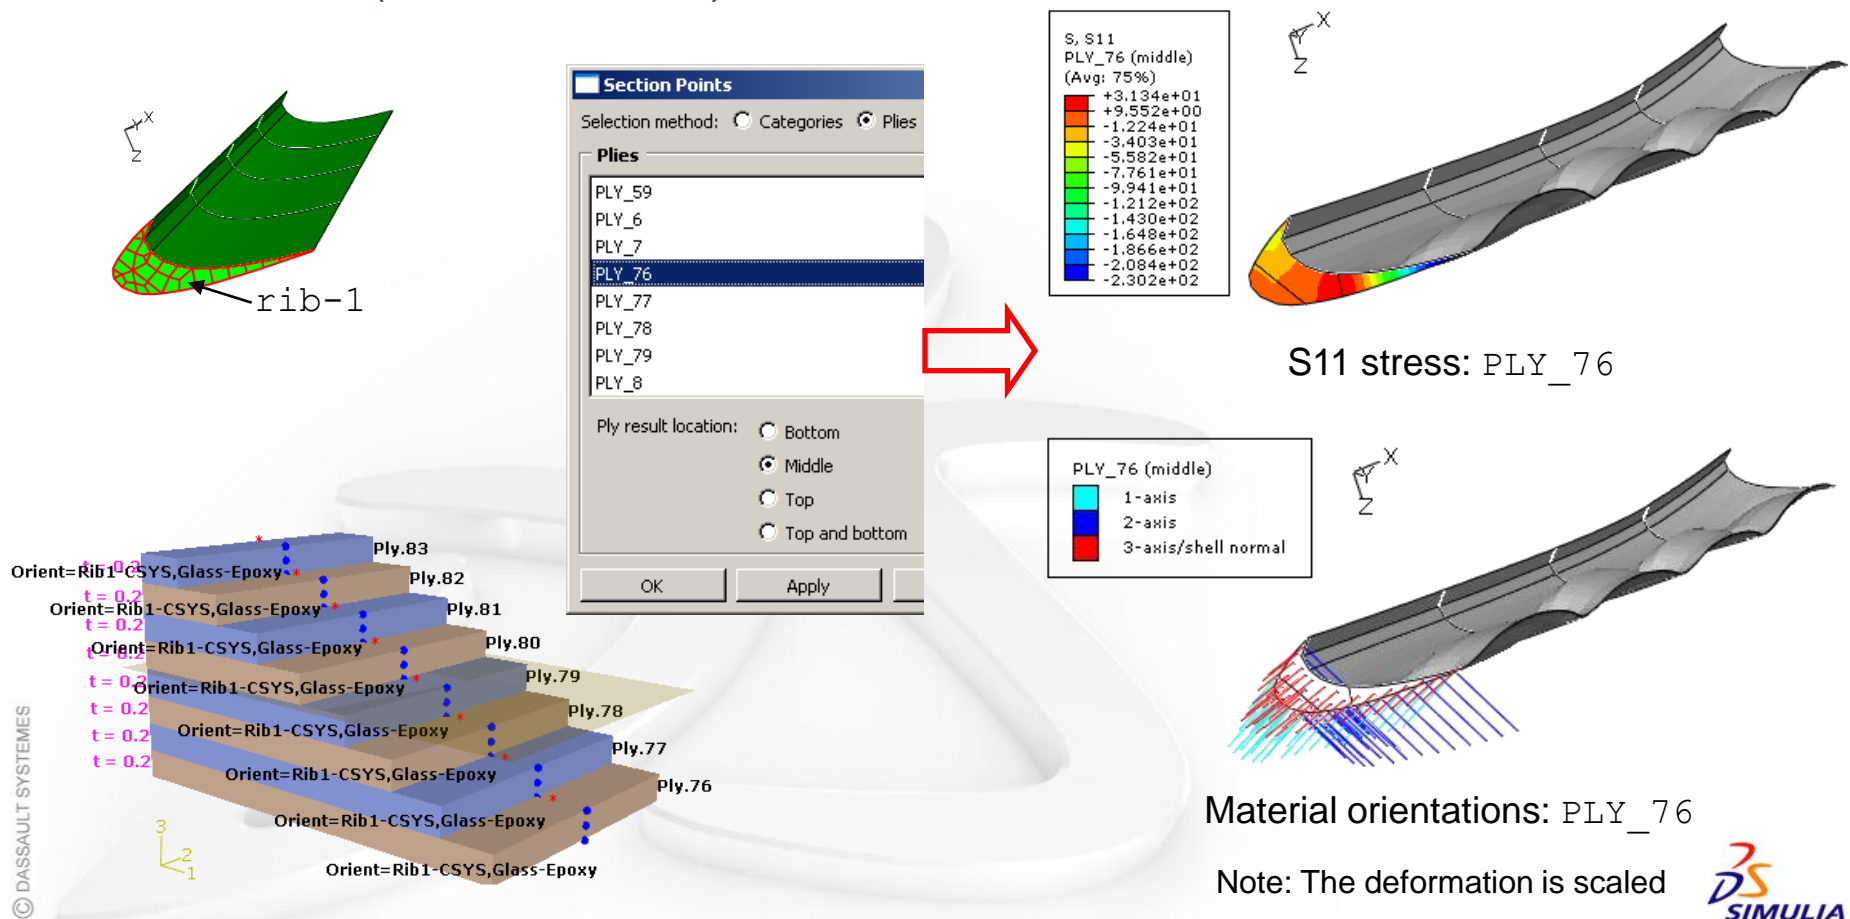 X
Y
Z
rib-1
Section Points
Selection method: Categories Plies
Plies
PLY_59
PLY_6
PLY_7
PLY_76
PLY_77
PLY_78
PLY_79
PLY_8
Ply result location: Bottom
Middle
Top
Top and bottom
OK Apply
S, S11
PLY_76 (middle)
(Avg: 75%)
+3.134e+01
+9.552e+00
-1.224e+01
-3.403e+01
-5.582e+01
-7.761e+01
-9.941e+01
-1.212e+02
-1.430e+02
-1.648e+02
-1.866e+02
-2.084e+02
-2.302e+02
X
Y
Z
S11 stress: PLY_76
PLY_76 (middle)
1-axis
2-axis
3-axis/shell normal
X
Y
Z
Material orientations: PLY_76
Note: The deformation is scaled
SIMULIA
t = 0.2 Orient=Rib1-CSYS,Glass-Epoxy Ply.83
t = 0.2 Orient=Rib1-CSYS,Glass-Epoxy Ply.82
t = 0.2 Orient=Rib1-CSYS,Glass-Epoxy Ply.81
t = 0.2 Orient=Rib1-CSYS,Glass-Epoxy Ply.80
t = 0.2 Orient=Rib1-CSYS,Glass-Epoxy Ply.79
t = 0.2 Orient=Rib1-CSYS,Glass-Epoxy Ply.78
t = 0.2 Orient=Rib1-CSYS,Glass-Epoxy Ply.77
t = 0.2 Orient=Rib1-CSYS,Glass-Epoxy Ply.76
3
2
1
© DASSAULT SYSTEMES